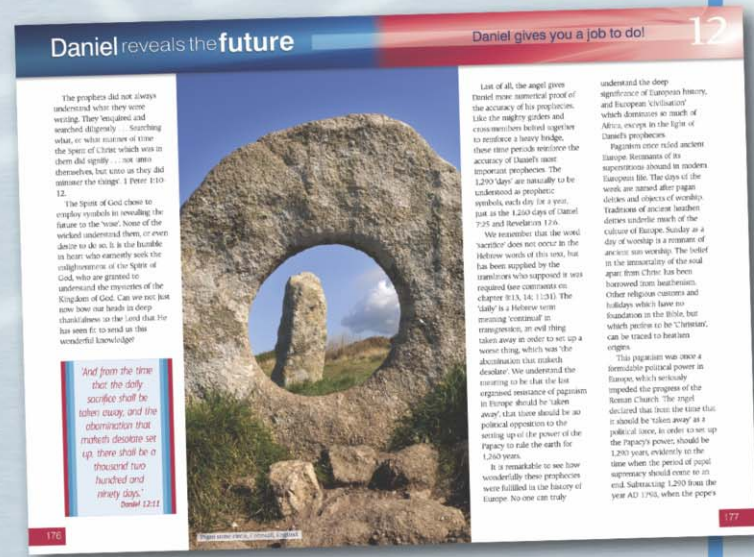 Daniel reveals the future
Daniel gives you a job to do!
12
The prophets did not always
understand what they were
writing. They 'enquired and
searched diligently . . . Searching
what, or what manner of time
the Spirit of Christ which was in
them did signify . . . not unto
themselves, but unto us they did
minister the things'. 1 Peter 1:10-
12.
The Spirit of God chose to
employ symbols in revealing the
future to the 'wise'. None of the
wicked understand them, or even
desire to do so. It is the humble
in heart who earnestly seek the
enlightenment of the Spirit of
God, who are granted to
understand the mysteries of the
Kingdom of God. Can we not just
now bow our heads in deep
thankfulness to the Lord that He
has seen fit to send us this
wonderful knowledge?
'And from the time
that the daily
sacrifice shall be
taken away, and the
abomination that
maketh desolate set
up, there shall be a
thousand two
hundred and
ninety days.'
Daniel 12:11
176
stone circle, Cornwall, England
Last of all, the angel gives
Daniel more numerical proof of
the accuracy of his prophecies.
Like the mighty girders and
cross-members bolted together
to reinforce a heavy bridge,
these time periods reinforce the
accuracy of Daniel's most
important prophecies. The
1,290 'days' are naturally to be
understood as prophetic
symbols, each day for a year,
just as the 1,260 days of Daniel
7:25 and Revelation 12:6.
We remember that the word
'sacrifice' does not occur in the
Hebrew words of this text, but
has been supplied by the
translators who supposed it was
required (see comments on
chapter 8:13, 14; 11:31). The
'daily' is a Hebrew term
meaning 'continual' in
transgression, an evil thing
taken away in order to set up a
worse thing, which was 'the
abomination that maketh
desolate'. We understand the
meaning to be that the last
organised resistance of paganism
in Europe should be 'taken
away', that there should be no
political opposition to the
setting up of the power of the
Papacy to rule the earth for
1,260 years.
It is remarkable to see how
wonderfully these prophecies
were fulfilled in the history of
Europe. No one can truly
understand the deep
significance of European history,
and European 'civilisation'
which dominates so much of
Africa, except in the light of
Daniel's prophecies.
Paganism once ruled ancient
Europe. Remnants of its
superstitions abound in modern
European life. The days of the
week are named after pagan
deities and objects of worship.
Traditions of ancient heathen
deities underlie much of the
culture of Europe. Sunday as a
day of worship is a remnant of
ancient sun worship. The belief
in the immortality of the soul
apart from Christ has been
borrowed from heathenism.
Other religious customs and
holidays which have no
foundation in the Bible, but
which profess to be 'Christian',
can be traced to heathen
origins.
This paganism was once a
formidable political power in
Europe, which seriously
impeded the progress of the
Roman Church. The angel
declared that from the time that
it should be 'taken away' as a
political force, in order to set up
the Papacy's power, should be
1,290 years, evidently to the
time when the period of papal
supremacy should come to an
end. Subtracting 1,290 from the
year AD 1798, when the pope's
177